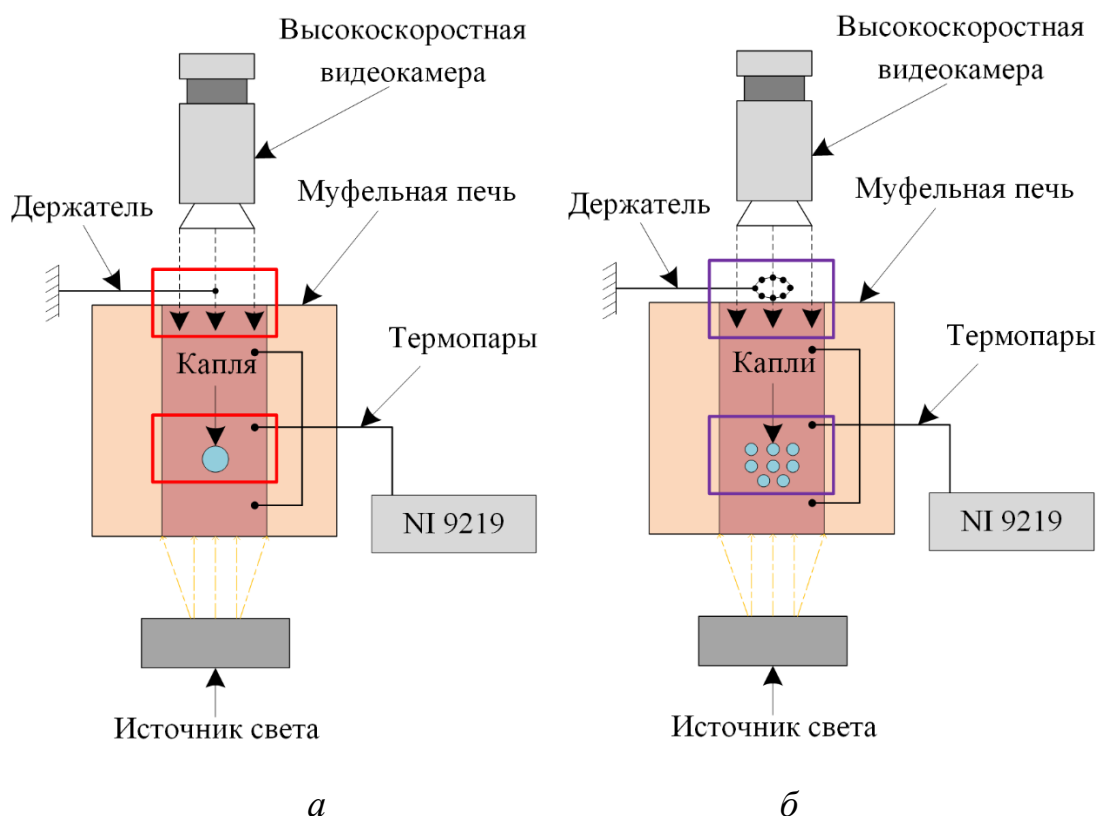 Высокоскоростная
видеокамера
Муфельная печь
Держатель
Термопары
Капля
NI 9219
Источник света
а
Высокоскоростная
видеокамера
Муфельная печь
Держатель
Термопары
Капли
NI 9219
Источник света
б